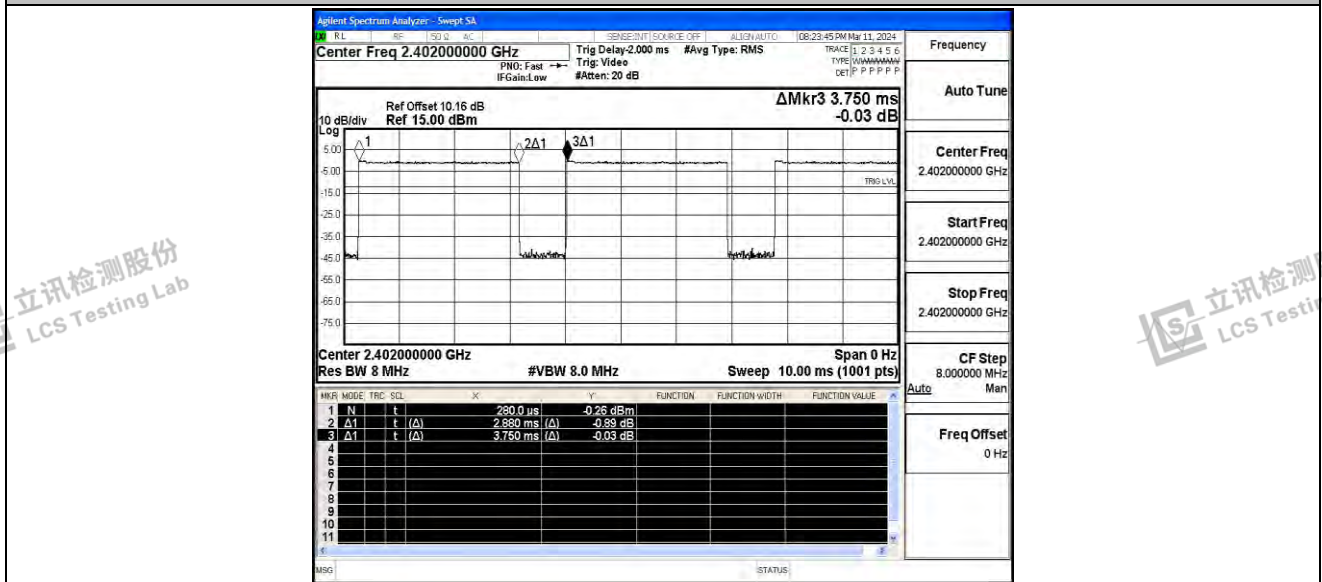 Agilent Spectrum Analyzer - Swept SA
RL RF 50 Ω AC SENSE:INT SOURCE OFF ALIGN AUTO 08:23:45 PM Mar 11, 2024
Center Freq 2.402000000 GHz
PNO: Fast
IFGain:Low
Trig Delay-2.000 ms #Avg Type: RMS
Trig: Video
#Atten: 20 dB
TRACE 1 2 3 4 5 6
TYPE
DET P P P P P P
Frequency
Auto Tune
Center Freq
2.402000000 GHz
Start Freq
2.402000000 GHz
Stop Freq
2.402000000 GHz
CF Step
8.000000 MHz
Auto Man
Freq Offset
0 Hz
ΔMkr3 3.750 ms
-0.03 dB
Ref Offset 10.16 dB
10 dB/div Ref 15.00 dBm
Log
1
2Δ1
3Δ1
TRIG LVL
5.00
-5.00
-15.0
-25.0
-35.0
-45.0
-55.0
-65.0
-75.0
Center 2.402000000 GHz Span 0 Hz
Res BW 8 MHz #VBW 8.0 MHz Sweep 10.00 ms (1001 pts)
MKR MODE TRC SCL X Y FUNCTION FUNCTION WIDTH FUNCTION VALUE
1 N t 280.0 µs -0.26 dBm
2 Δ1 t (Δ) 2.880 ms (Δ) -0.89 dB
3 Δ1 t (Δ) 3.750 ms (Δ) -0.03 dB
4
5
6
7
8
9
10
11
MSG STATUS
立讯检测股份
LCS Testing Lab
立讯检测
LCS Testin